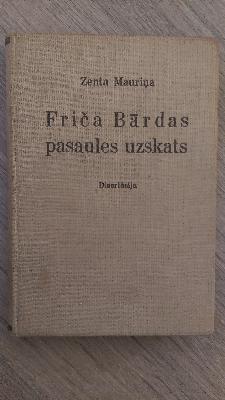 Zenta Mauriņa
Friča Bārdas
pasaules uzskats
Disertācija